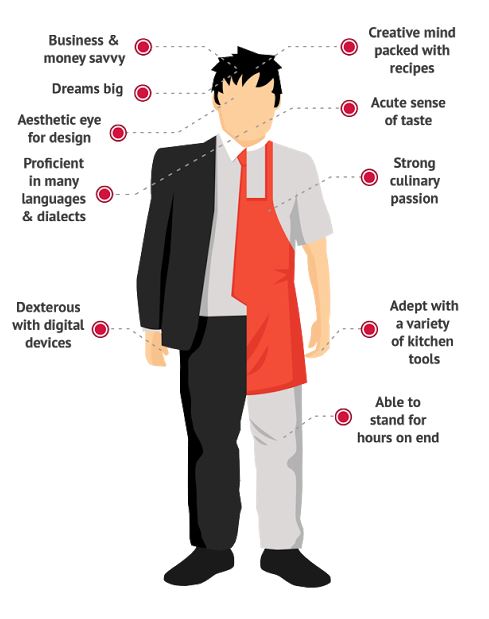 Business &
money savvy
Dreams big
Aesthetic eye
for design
Proficient
in many
languages
& dialects
Dexterous
with digital
devices
Creative mind
packed with
recipes
Acute sense
of taste
Strong
culinary
passion
Adept with
a variety
of kitchen
tools
Able to
stand for
hours on end